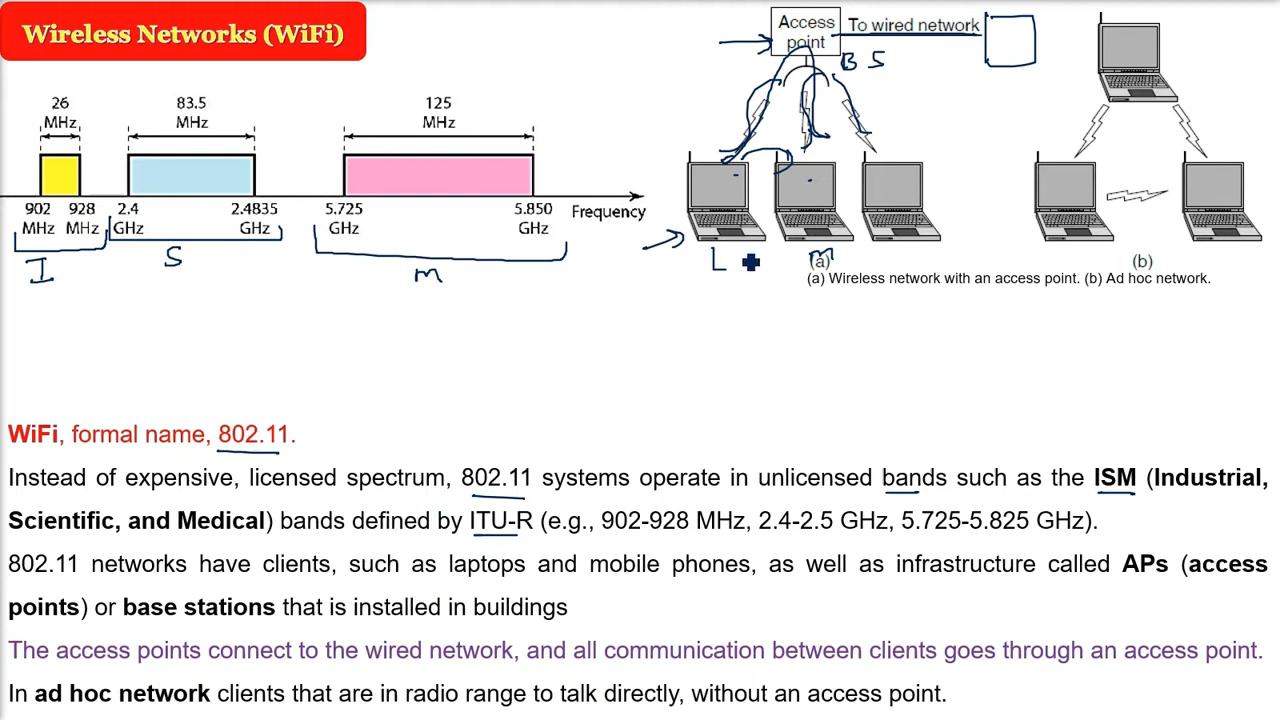 Wireless Networks (WiFi)
26 MHz
83.5 MHz
125 MHz
902 MHz
928 MHz
2.4 GHz
2.4835 GHz
5.725 GHz
5.850 GHz
Frequency
I
S
m
Access point
To wired network
B S
L
m
(a)
(b)
(a) Wireless network with an access point. (b) Ad hoc network.
WiFi, formal name, 802.11.
Instead of expensive, licensed spectrum, 802.11 systems operate in unlicensed bands such as the ISM (Industrial,
Scientific, and Medical) bands defined by ITU-R (e.g., 902-928 MHz, 2.4-2.5 GHz, 5.725-5.825 GHz).
802.11 networks have clients, such as laptops and mobile phones, as well as infrastructure called APs (access
points) or base stations that is installed in buildings
The access points connect to the wired network, and all communication between clients goes through an access point.
In ad hoc network clients that are in radio range to talk directly, without an access point.